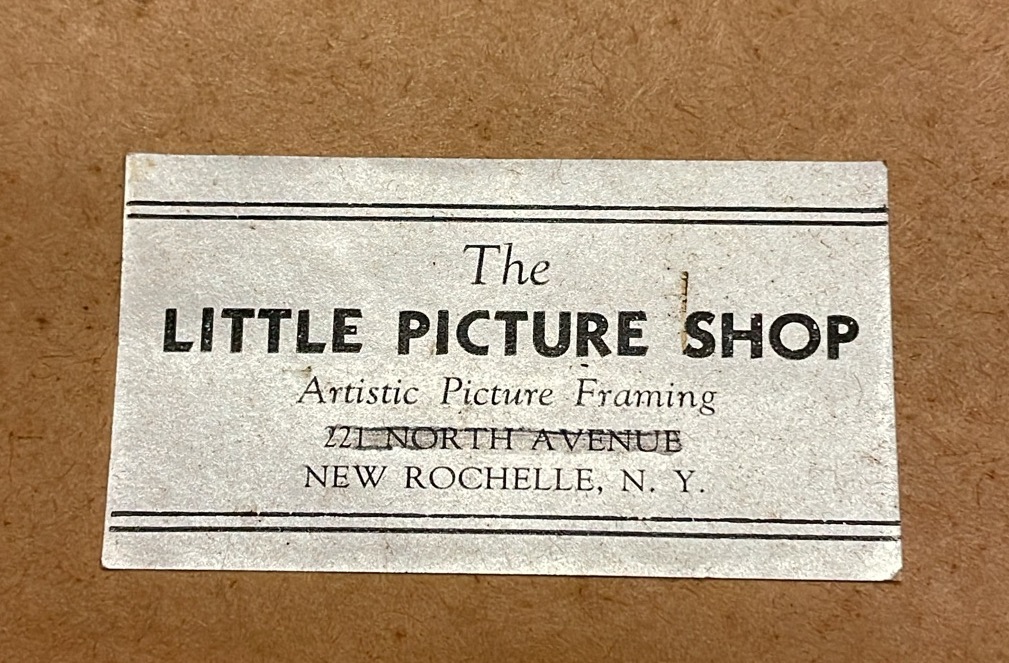 The
LITTLE PICTURE SHOP
Artistic Picture Framing
221 NORTH AVENUE
NEW ROCHELLE, N. Y.